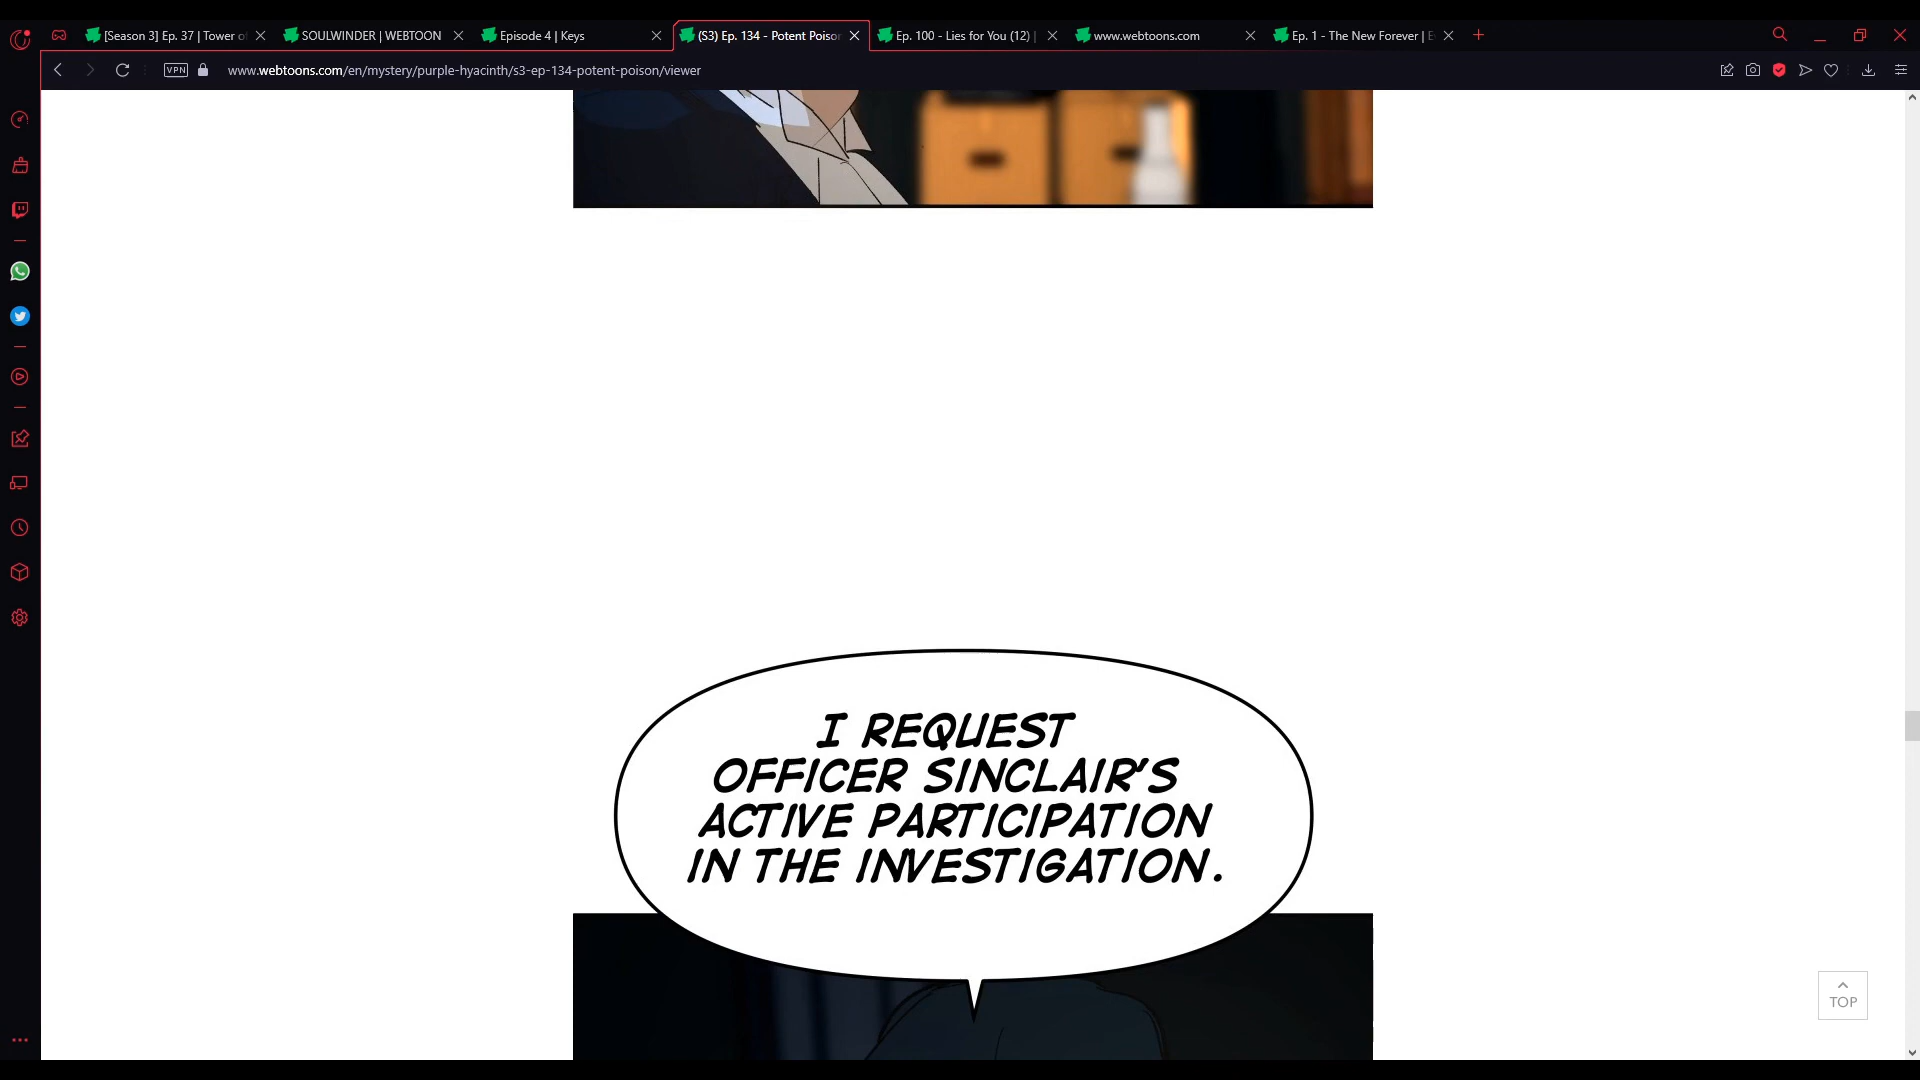 [Season 3] Ep. 37 | Tower of
SOULWINDER | WEBTOON
Episode 4 | Keys
(S3) Ep. 134 - Potent Poison
Ep. 100 - Lies for You (12) |
www.webtoons.com
Ep. 1 - The New Forever |
VPN
www.webtoons.com/en/mystery/purple-hyacinth/s3-ep-134-potent-poison/viewer
I REQUEST
OFFICER SINCLAIR'S
ACTIVE PARTICIPATION
IN THE INVESTIGATION.
TOP